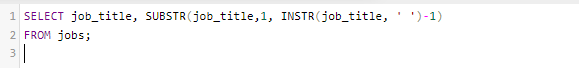 1 SELECT job_title, SUBSTR(job_title,1, INSTR(job_title, ' ')-1)
2 FROM jobs;
3